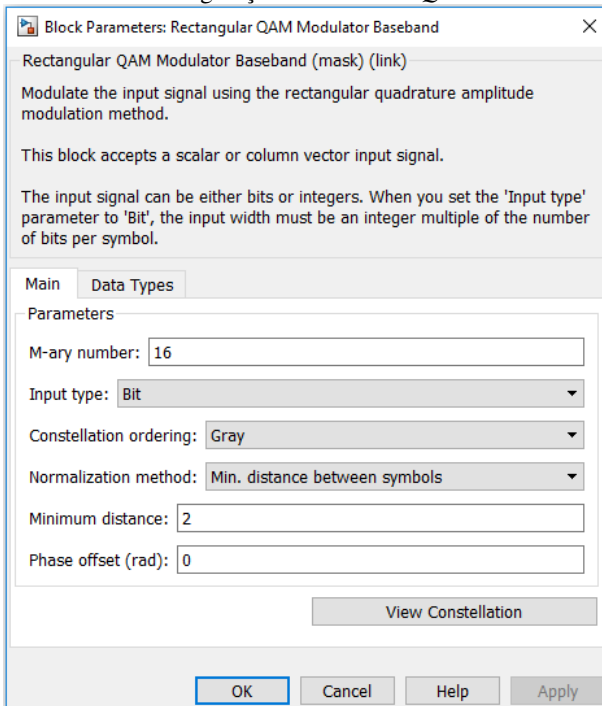 Block Parameters: Rectangular QAM Modulator Baseband
Rectangular QAM Modulator Baseband (mask) (link)
Modulate the input signal using the rectangular quadrature amplitude
modulation method.
This block accepts a scalar or column vector input signal.
The input signal can be either bits or integers. When you set the 'Input type'
parameter to 'Bit', the input width must be an integer multiple of the number
of bits per symbol.
Main Data Types
Parameters
M-ary number: 16
Input type: Bit
Constellation ordering: Gray
Normalization method: Min. distance between symbols
Minimum distance: 2
Phase offset (rad): 0
View Constellation
OK Cancel Help Apply